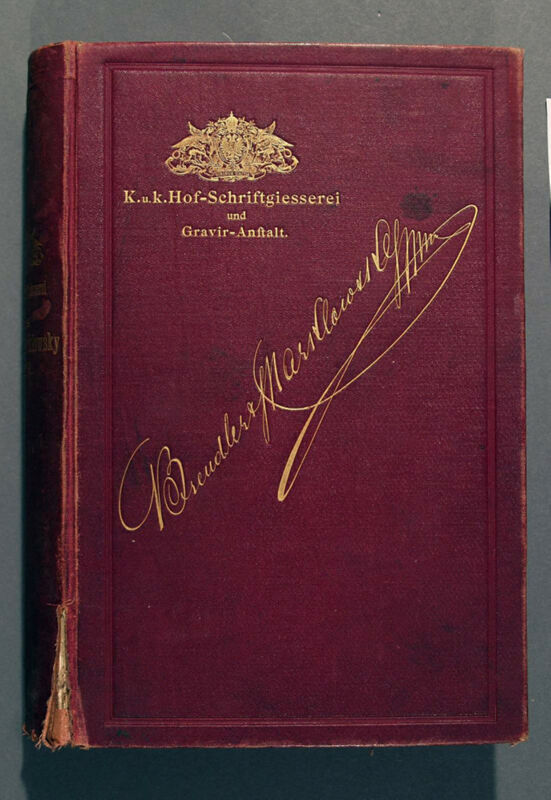 K.u.k. Hof-Schriftgiesserei
und
Gravir-Anſtalt.
Brendler & Marklowsky